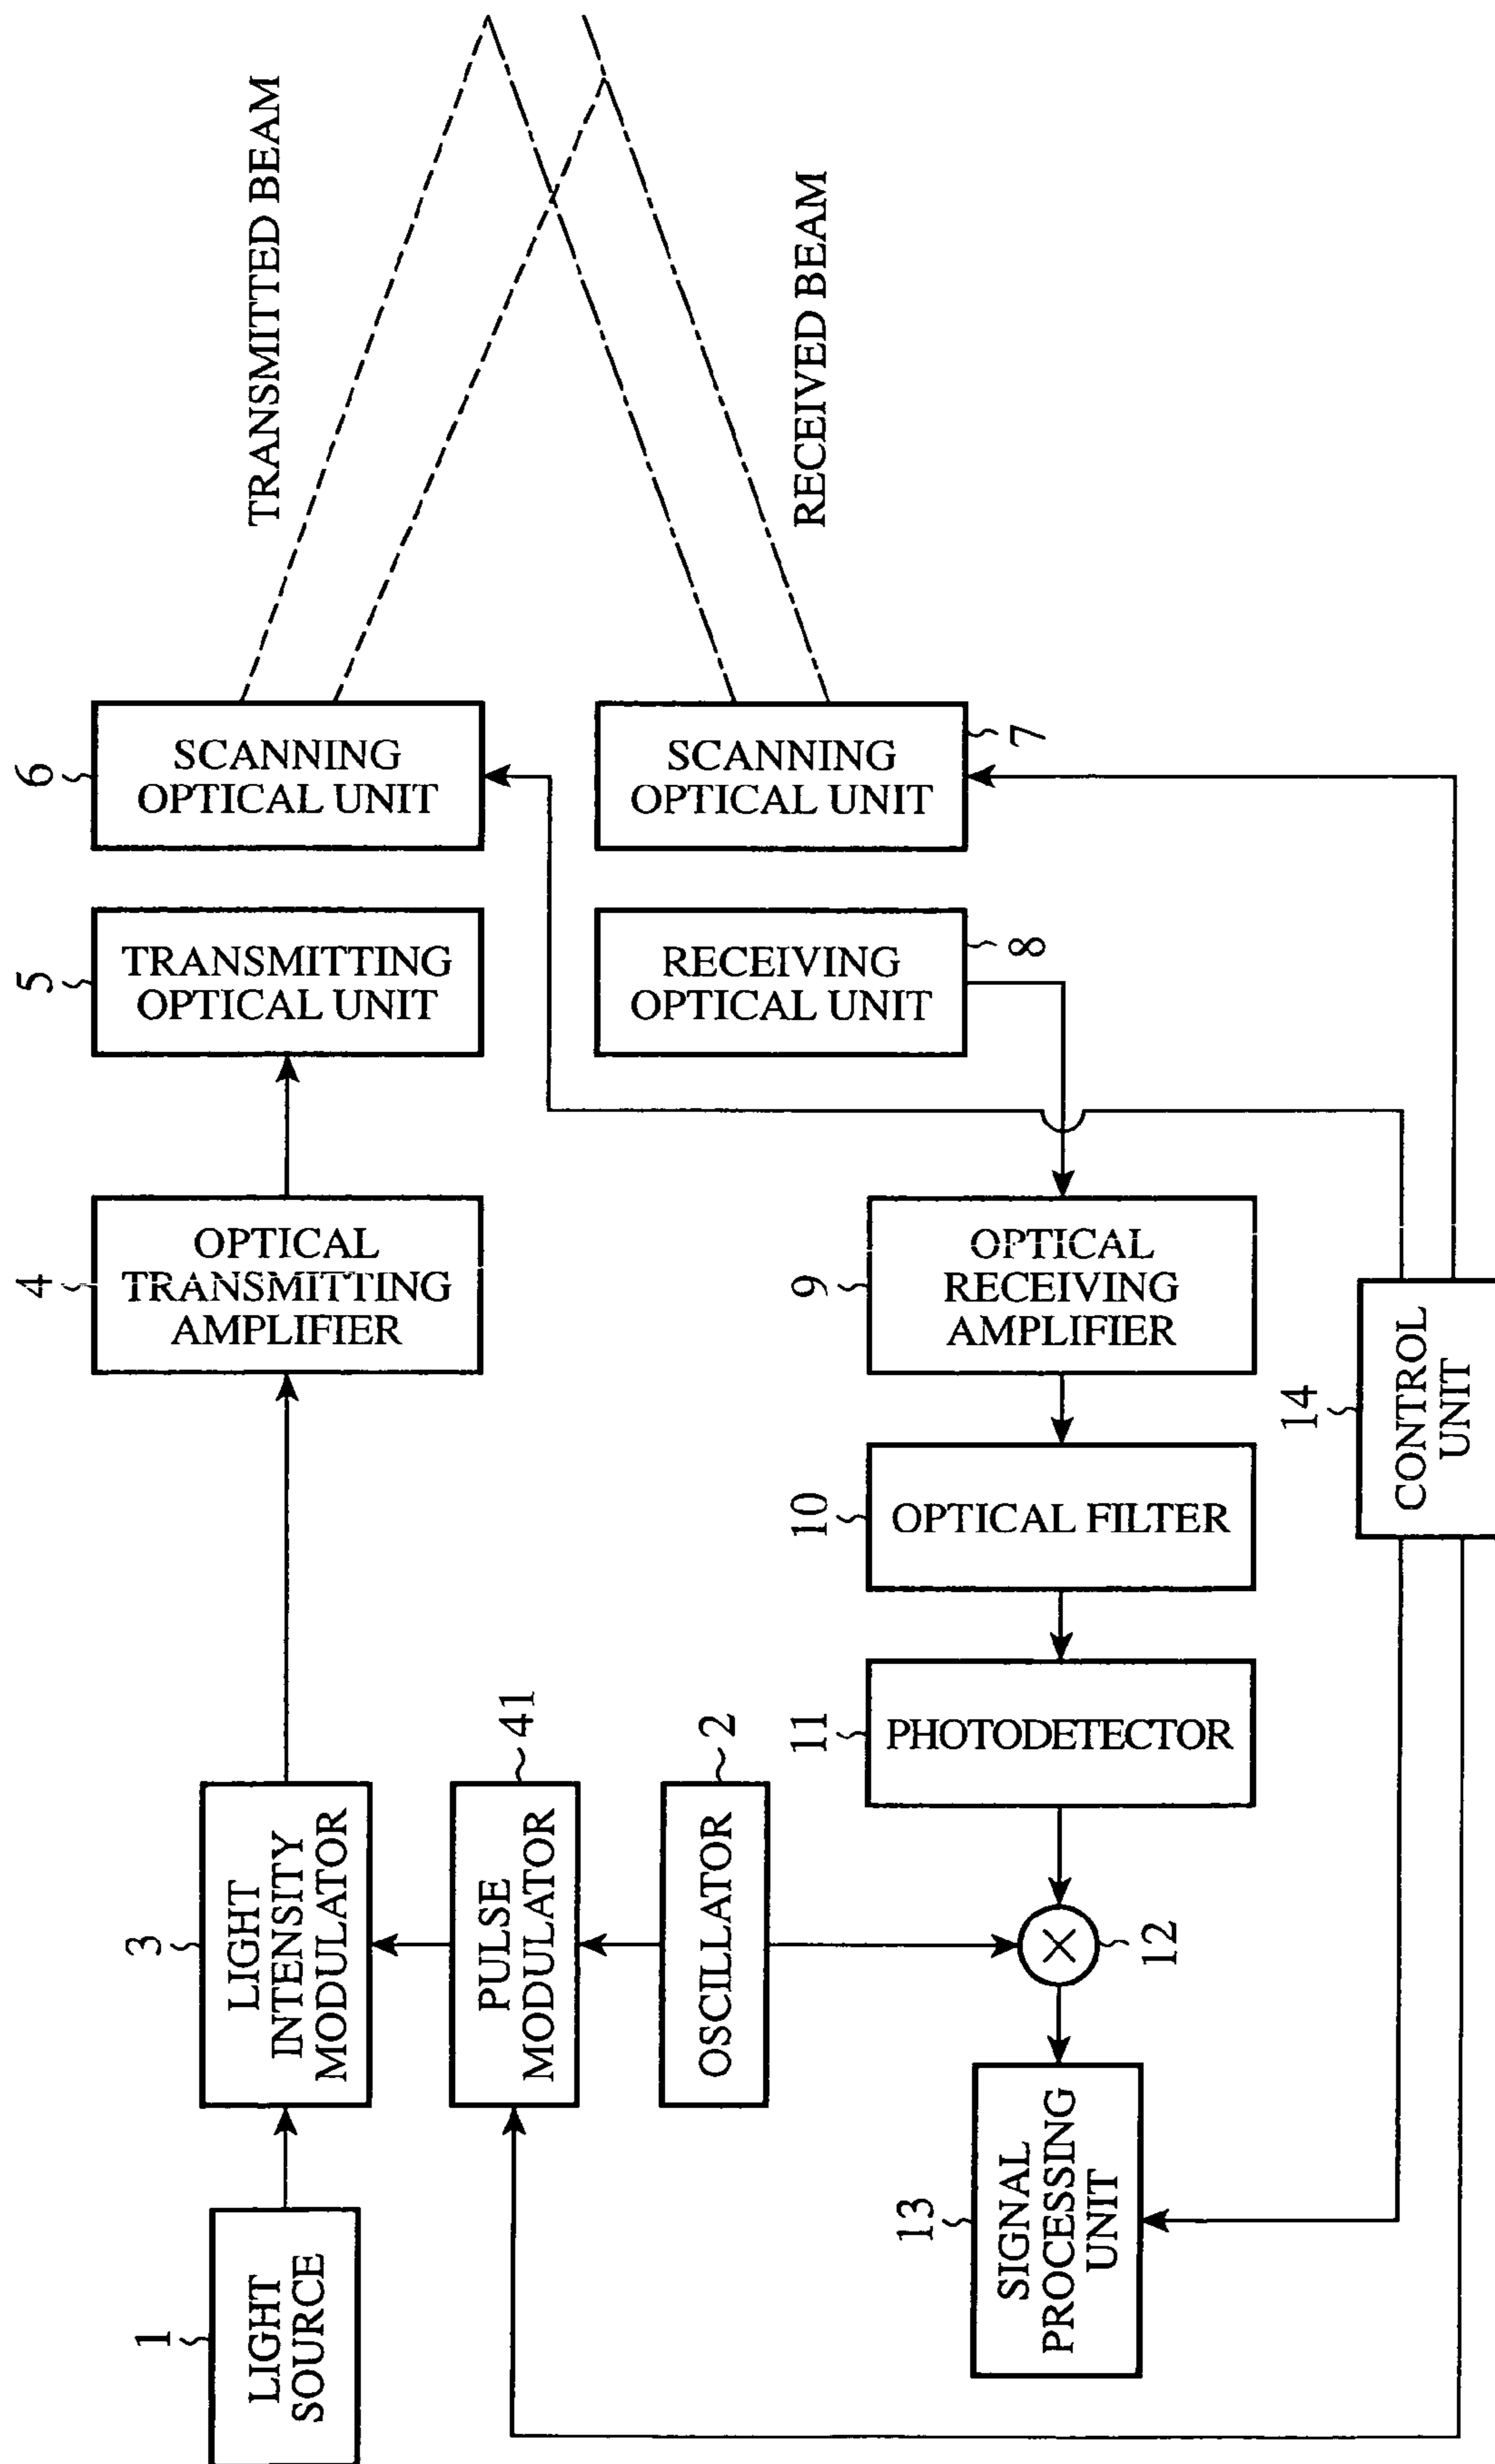 1
LIGHT
SOURCE
3
LIGHT
INTENSITY
MODULATOR
41
PULSE
MODULATOR
2
OSCILLATOR
4
OPTICAL
TRANSMITTING
AMPLIFIER
5
TRANSMITTING
OPTICAL UNIT
6
SCANNING
OPTICAL UNIT
TRANSMITTED BEAM
RECEIVED BEAM
7
SCANNING
OPTICAL UNIT
8
RECEIVING
OPTICAL UNIT
9
OPTICAL
RECEIVING
AMPLIFIER
10
OPTICAL FILTER
11
PHOTODETECTOR
12
13
SIGNAL
PROCESSING
UNIT
14
CONTROL
UNIT